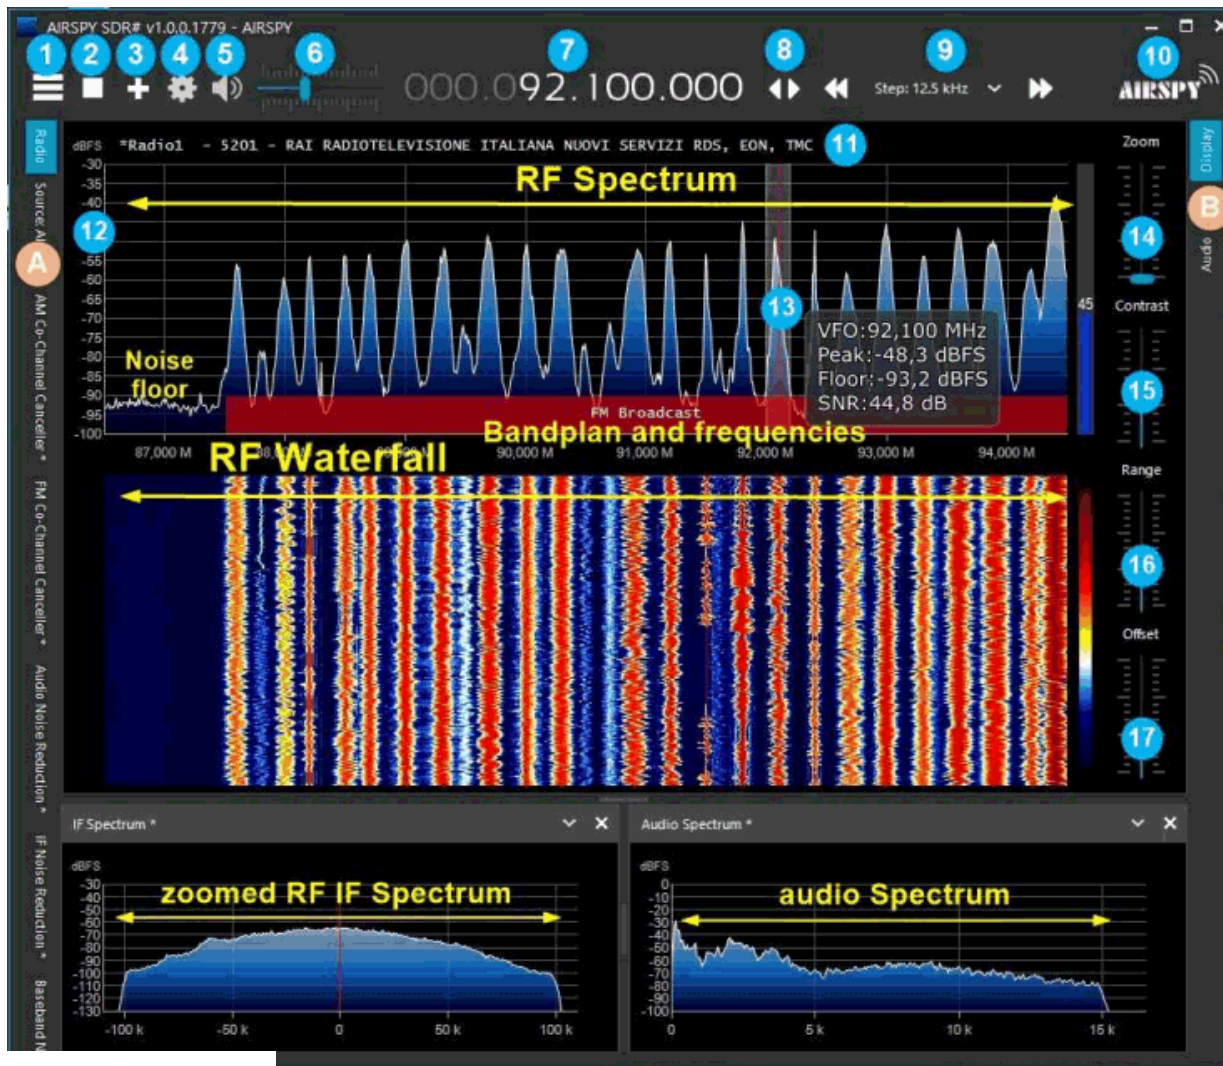 AIRSPY SDR# v1.0.0.1779 - AIRSPY
1 2 3 4 5 6 7 8 9 10
000.092.100.000
Step: 12.5 kHz
AIRSPY
Radio
Source: AI
A
AM Co-Channel Canceller *
FM Co-Channel Canceller *
Audio Noise Reduction *
IF Noise Reduction *
Baseband N
dBFS *Radio1 - 5201 - RAI RADIOTELEVISIONE ITALIANA NUOVI SERVIZI RDS, EON, TMC 11
RF Spectrum
-30
-35
-40
12
-55
-60
-65
-70
-75
-80
-85
-90
-95
-100
Noise
floor
13
VFO:92,100 MHz
Peak:-48,3 dBFS
Floor:-93,2 dBFS
SNR:44,8 dB
45
FM Broadcast
Bandplan and frequencies
87,000 M 90,000 M 91,000 M 92,000 M 93,000 M 94,000 M
RF Waterfall
Zoom
14
Contrast
15
Range
16
Offset
17
Display
B
Audio
IF Spectrum *
dBFS
zoomed RF IF Spectrum
-30
-40
-50
-60
-70
-80
-90
-100
-110
-120
-130
-100 k -50 k 0 50 k 100 k
Audio Spectrum *
dBFS
audio Spectrum
0
-10
-20
-30
-40
-50
-60
-70
-80
-90
-100
0 5 k 10 k 15 k